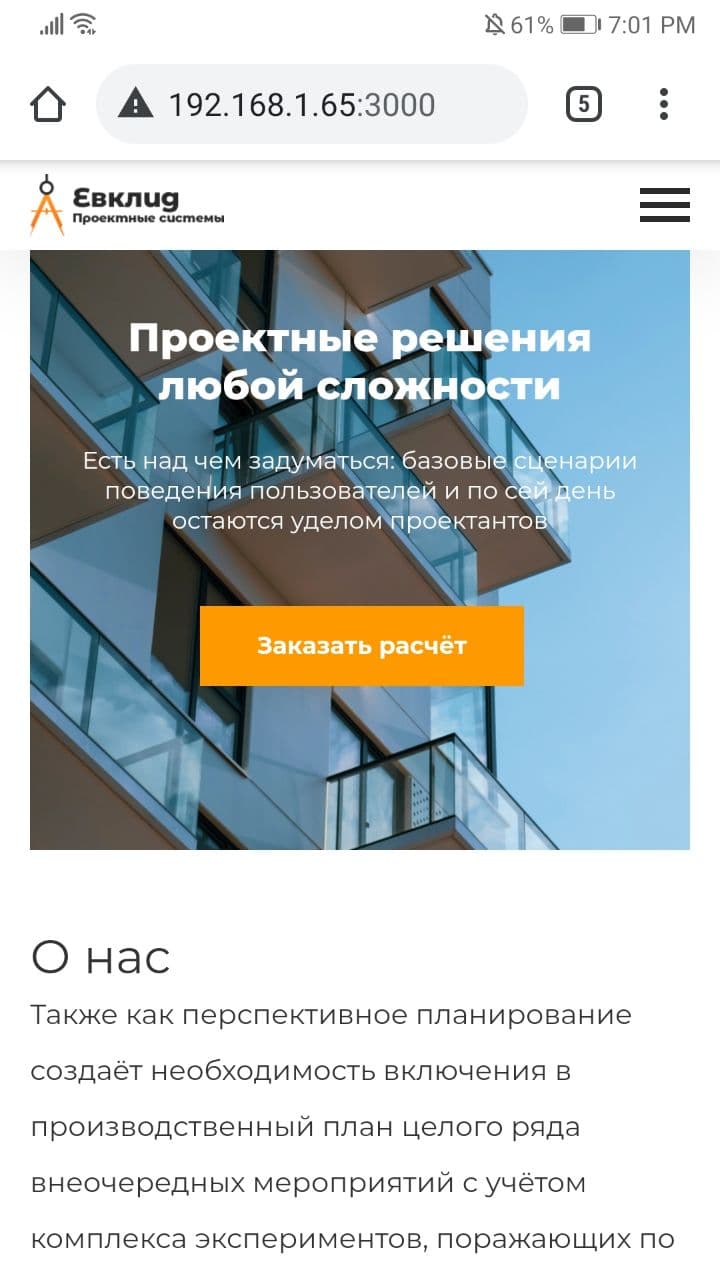 61% 7:01 PM
192.168.1.65:3000 5
Евклид
Проектные системы
Проектные решения
любой сложности
Есть над чем задуматься: базовые сценарии
поведения пользователей и по сей день
остаются уделом проектантов
Заказать расчёт
О нас
Также как перспективное планирование
создаёт необходимость включения в
производственный план целого ряда
внеочередных мероприятий с учётом
комплекса экспериментов, поражающих по